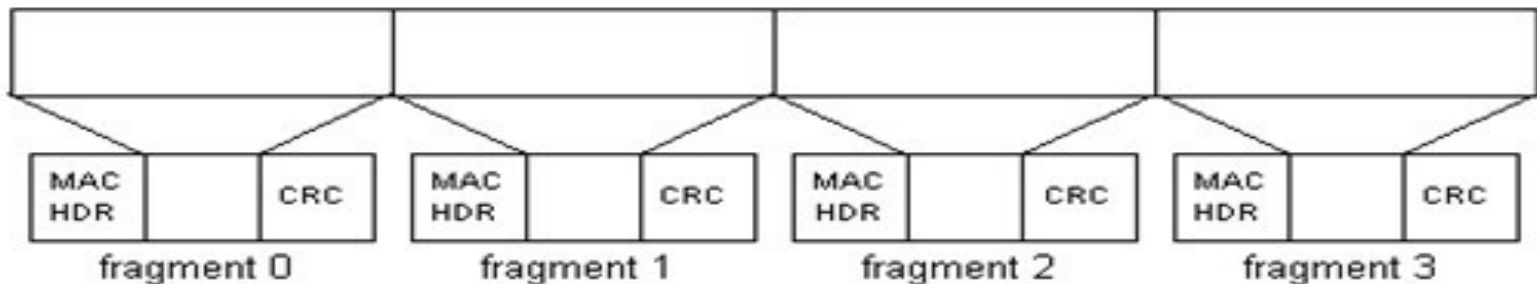 MAC
HDR
CRC
MAC
HDR
CRC
MAC
HDR
CRC
MAC
HDR
CRC
fragment 0
fragment 1
fragment 2
fragment 3